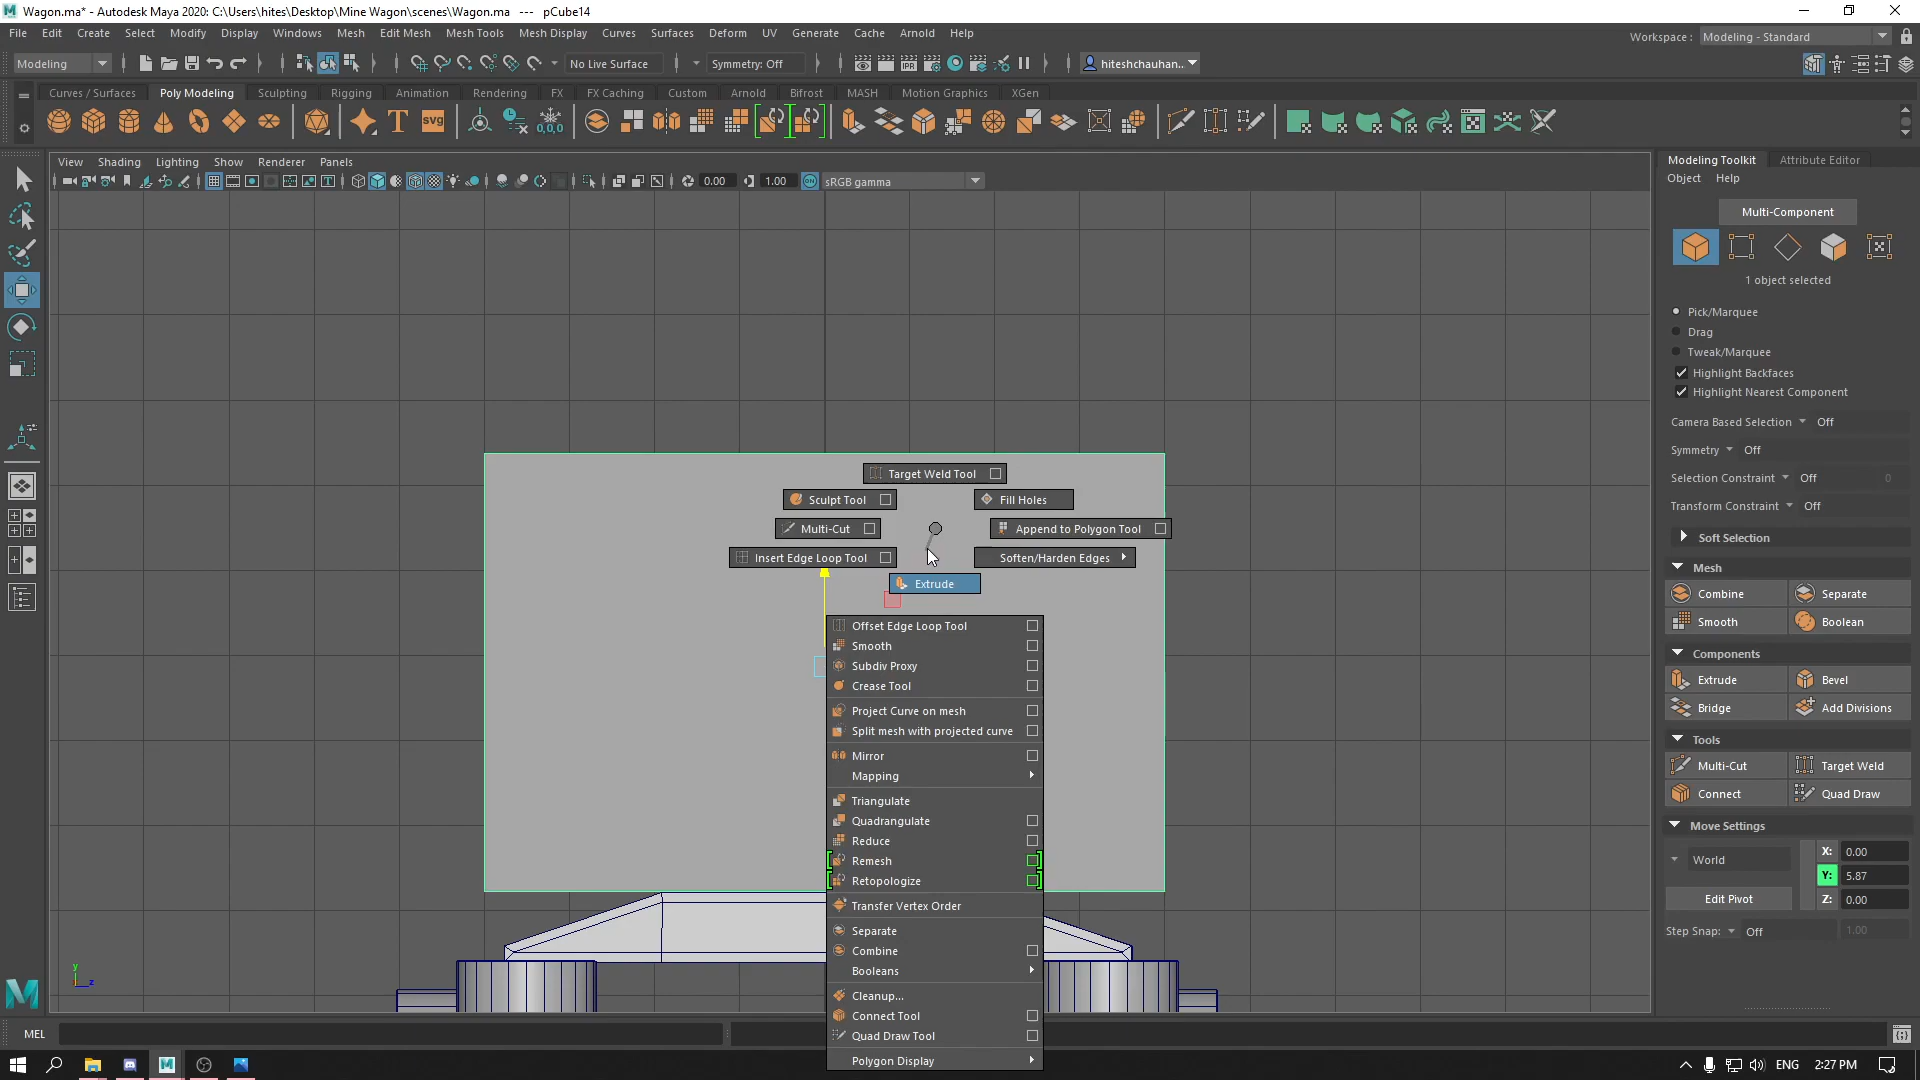 Wagon.ma* - Autodesk Maya 2020: C:\Users\hites\Desktop\Mine Wagon\scenes\Wagon.ma --- pCube14
File Edit Create Select Modify Display Windows Mesh Edit Mesh Mesh Tools Mesh Display Curves Surfaces Deform UV Generate Cache Arnold Help
Workspace : Modeling - Standard
Modeling No Live Surface Symmetry: Off IPR hiteshchauhan...
Curves / Surfaces Poly Modeling Sculpting Rigging Animation Rendering FX FX Caching Custom Arnold Bifrost MASH Motion Graphics XGen
T SVG 0,0,0
View Shading Lighting Show Renderer Panels
0.00 1.00 ON sRGB gamma
Target Weld Tool
Sculpt Tool Fill Holes
Multi-Cut Append to Polygon Tool
Insert Edge Loop Tool Soften/Harden Edges
Extrude
Offset Edge Loop Tool
Smooth
Subdiv Proxy
Crease Tool
Project Curve on mesh
Split mesh with projected curve
Mirror
Mapping
Triangulate
Quadrangulate
Reduce
Remesh
Retopologize
Transfer Vertex Order
Separate
Combine
Booleans
Cleanup...
Connect Tool
Quad Draw Tool
Polygon Display
y
z
Modeling Toolkit Attribute Editor
Object Help
Multi-Component
1 object selected
Pick/Marquee
Drag
Tweak/Marquee
Highlight Backfaces
Highlight Nearest Component
Camera Based Selection Off
Symmetry Off
Selection Constraint Off 0
Transform Constraint Off
Soft Selection
Mesh
Combine Separate
Smooth Boolean
Components
Extrude Bevel
Bridge Add Divisions
Tools
Multi-Cut Target Weld
Connect Quad Draw
Move Settings
World X: 0.00
Y: 5.87
Edit Pivot Z: 0.00
Step Snap: Off 1.00
MEL
ENG 2:27 PM